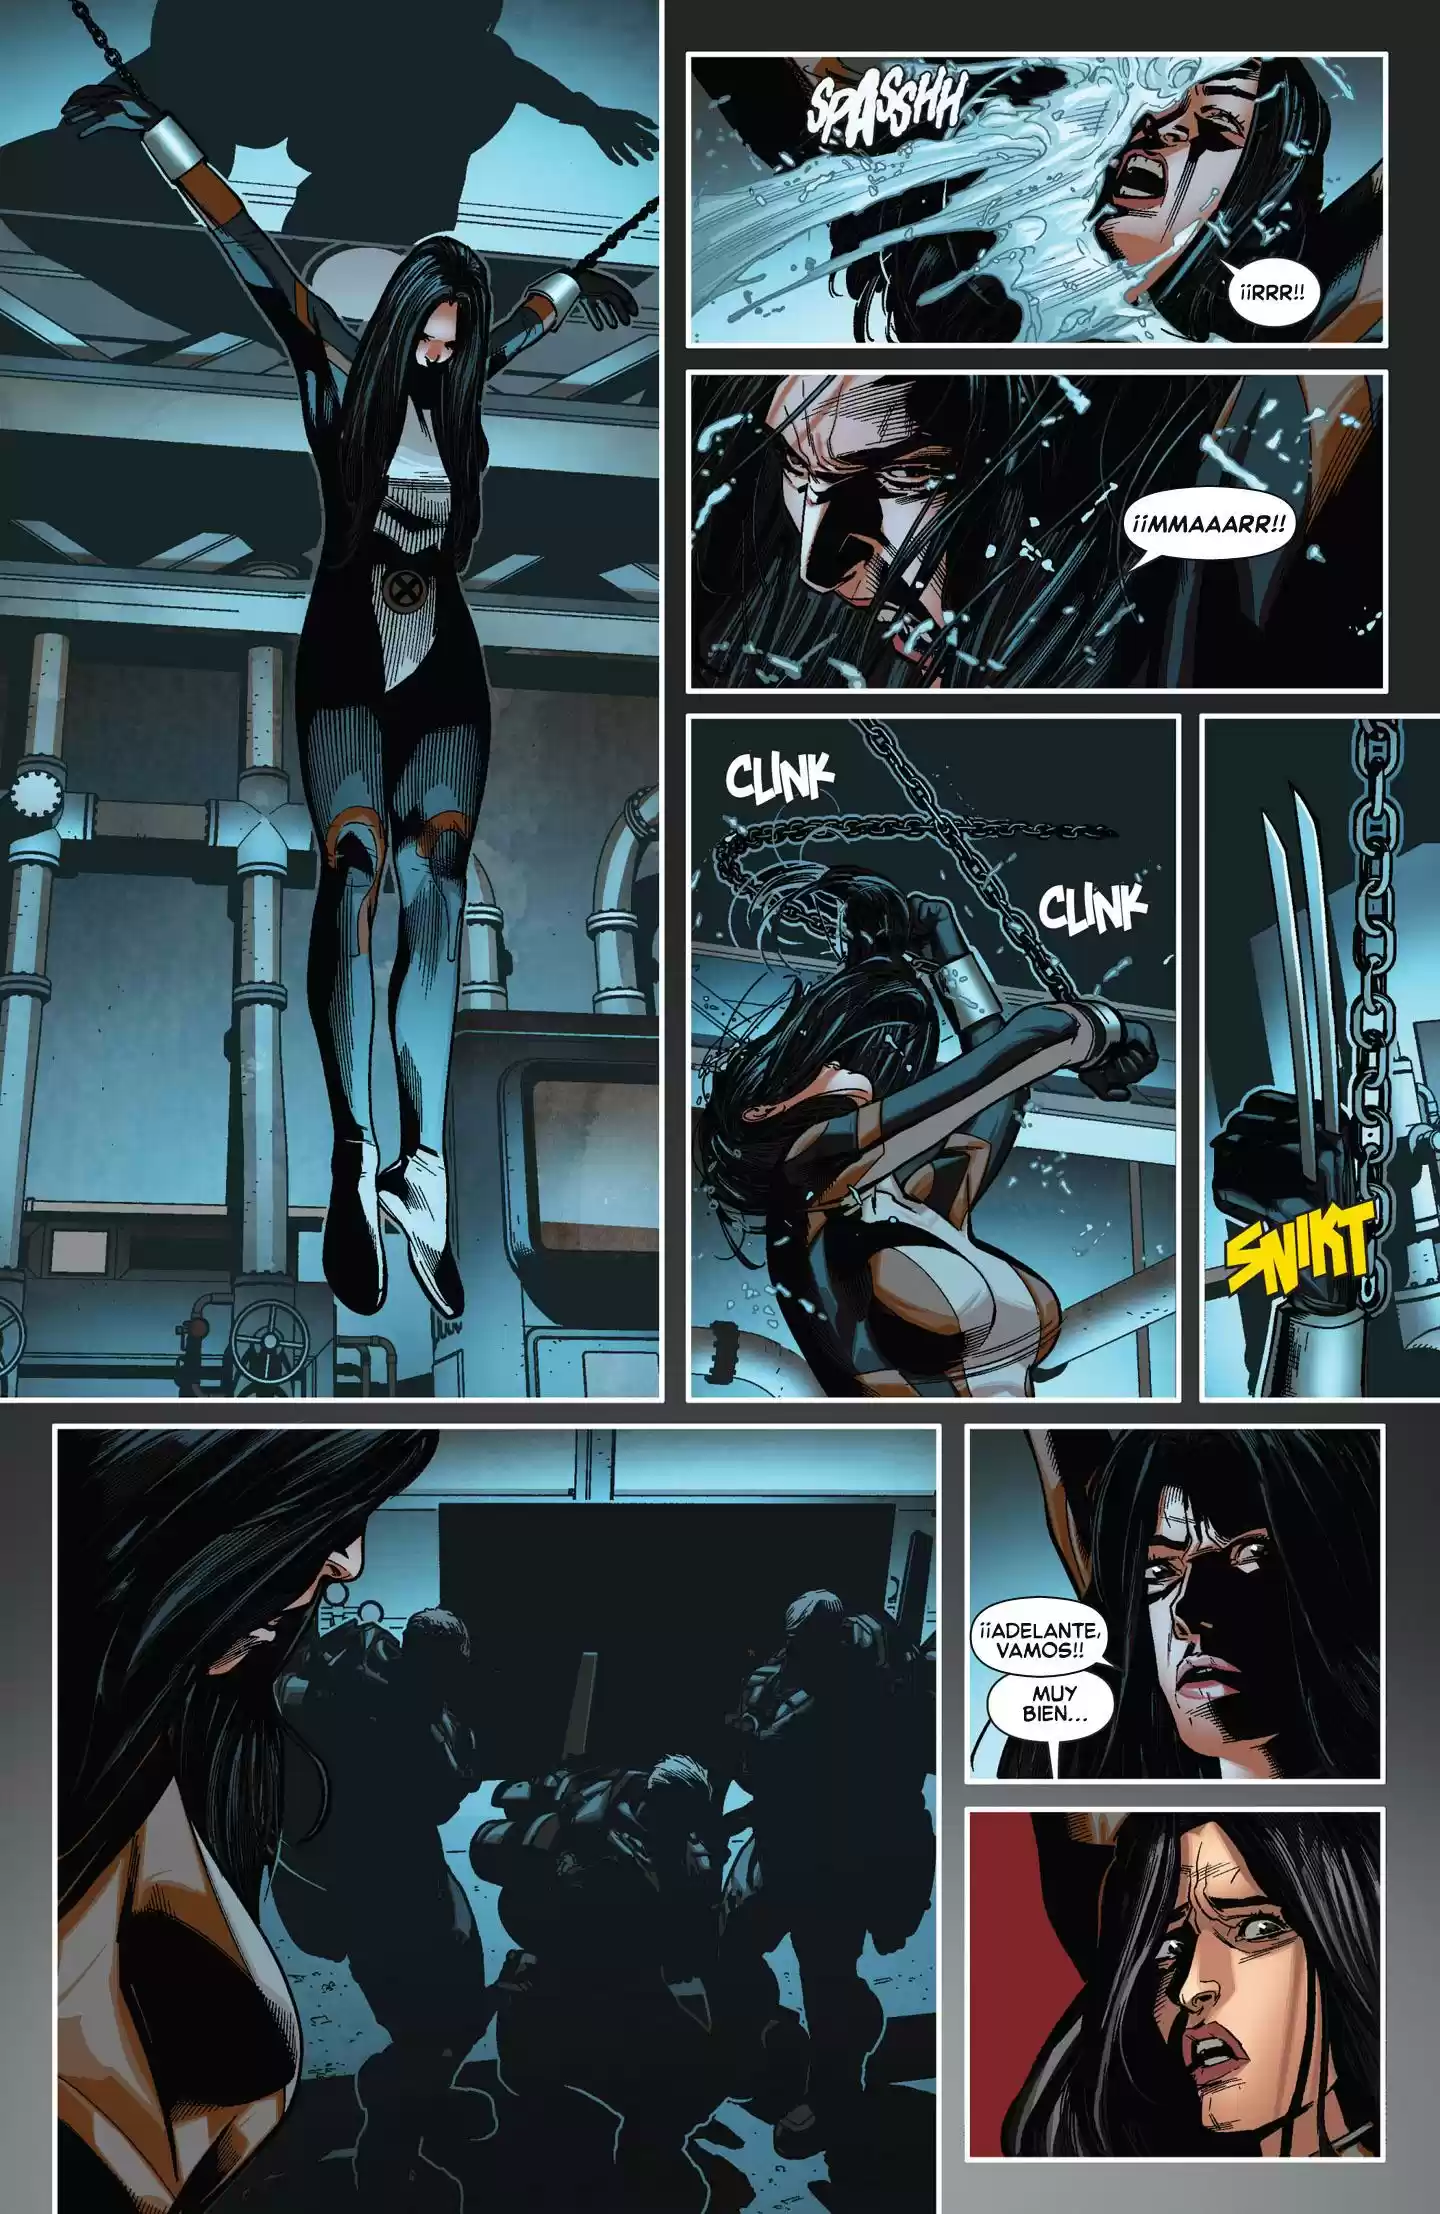 SPASSHH
¡¡RRR!!
¡¡MMAAARR!!
CLINK
CLINK
SNIKT
¡¡ADELANTE,
VAMOS!!
MUY
BIEN...